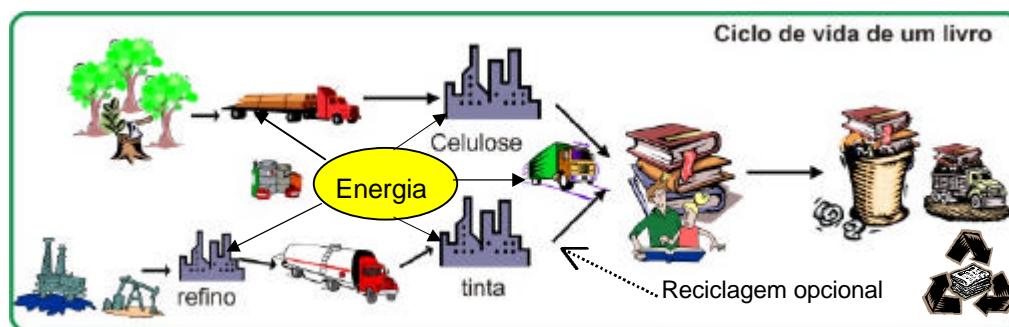 Ciclo de vida de um livro
Celulose
Energia
refino
tinta
Reciclagem opcional